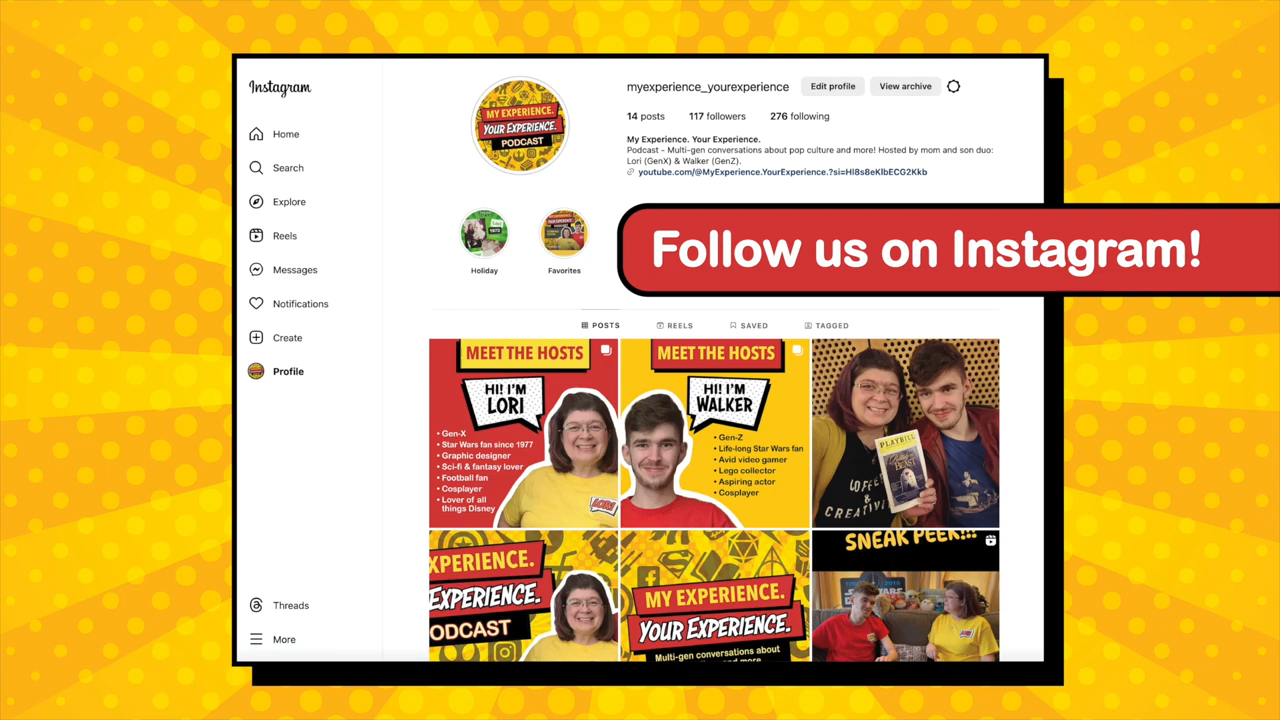 Instagram
Home
Search
Explore
Reels
Messages
Notifications
Create
Profile
Threads
More
MY EXPERIENCE.
YOUR EXPERIENCE.
PODCAST
myexperience_yourexperience
Edit profile
View archive
14 posts
117 followers
276 following
My Experience. Your Experience.
Podcast - Multi-gen conversations about pop culture and more! Hosted by mom and son duo:
Lori (GenX) & Walker (GenZ).
youtube.com/@MyExperience.YourExperience.?si=HI8s8eKlbECG2Kkb
Holiday
Favorites
Follow us on Instagram!
POSTS
REELS
SAVED
TAGGED
MEET THE HOSTS
HI! I'M
LORI
• Gen-X
• Star Wars fan since 1977
• Graphic designer
• Sci-fi & fantasy lover
• Football fan
• Cosplayer
• Lover of all
things Disney
MEET THE HOSTS
HI! I'M
WALKER
• Gen-Z
• Life-long Star Wars fan
• Avid video gamer
• Lego collector
• Aspiring actor
• Cosplayer
PLAYBILL
COFFEE
&
CREATIVI
XPERIENCE.
EXPERIENCE.
ODCAST
MY EXPERIENCE.
YOUR EXPERIENCE.
Multi-gen conversations about
SNEAK PEEK!!!